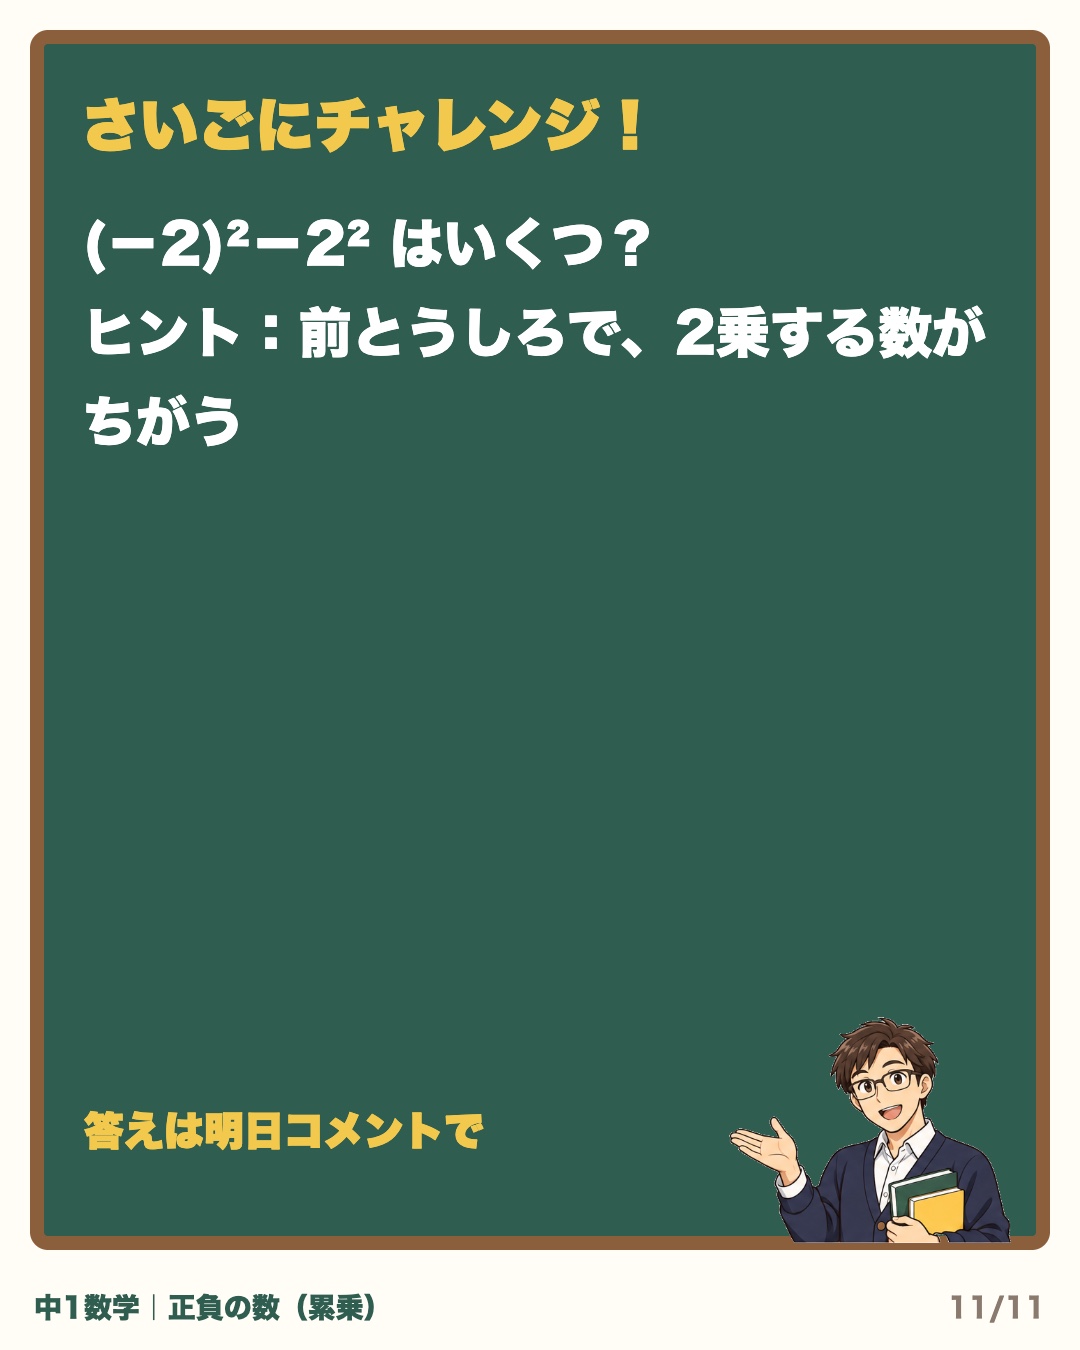 さいごにチャレンジ！
(−2)²−2² はいくつ？
ヒント：前とうしろで、2乗する数が
ちがう
答えは明日コメントで
中1数学｜正負の数（累乗）
11/11